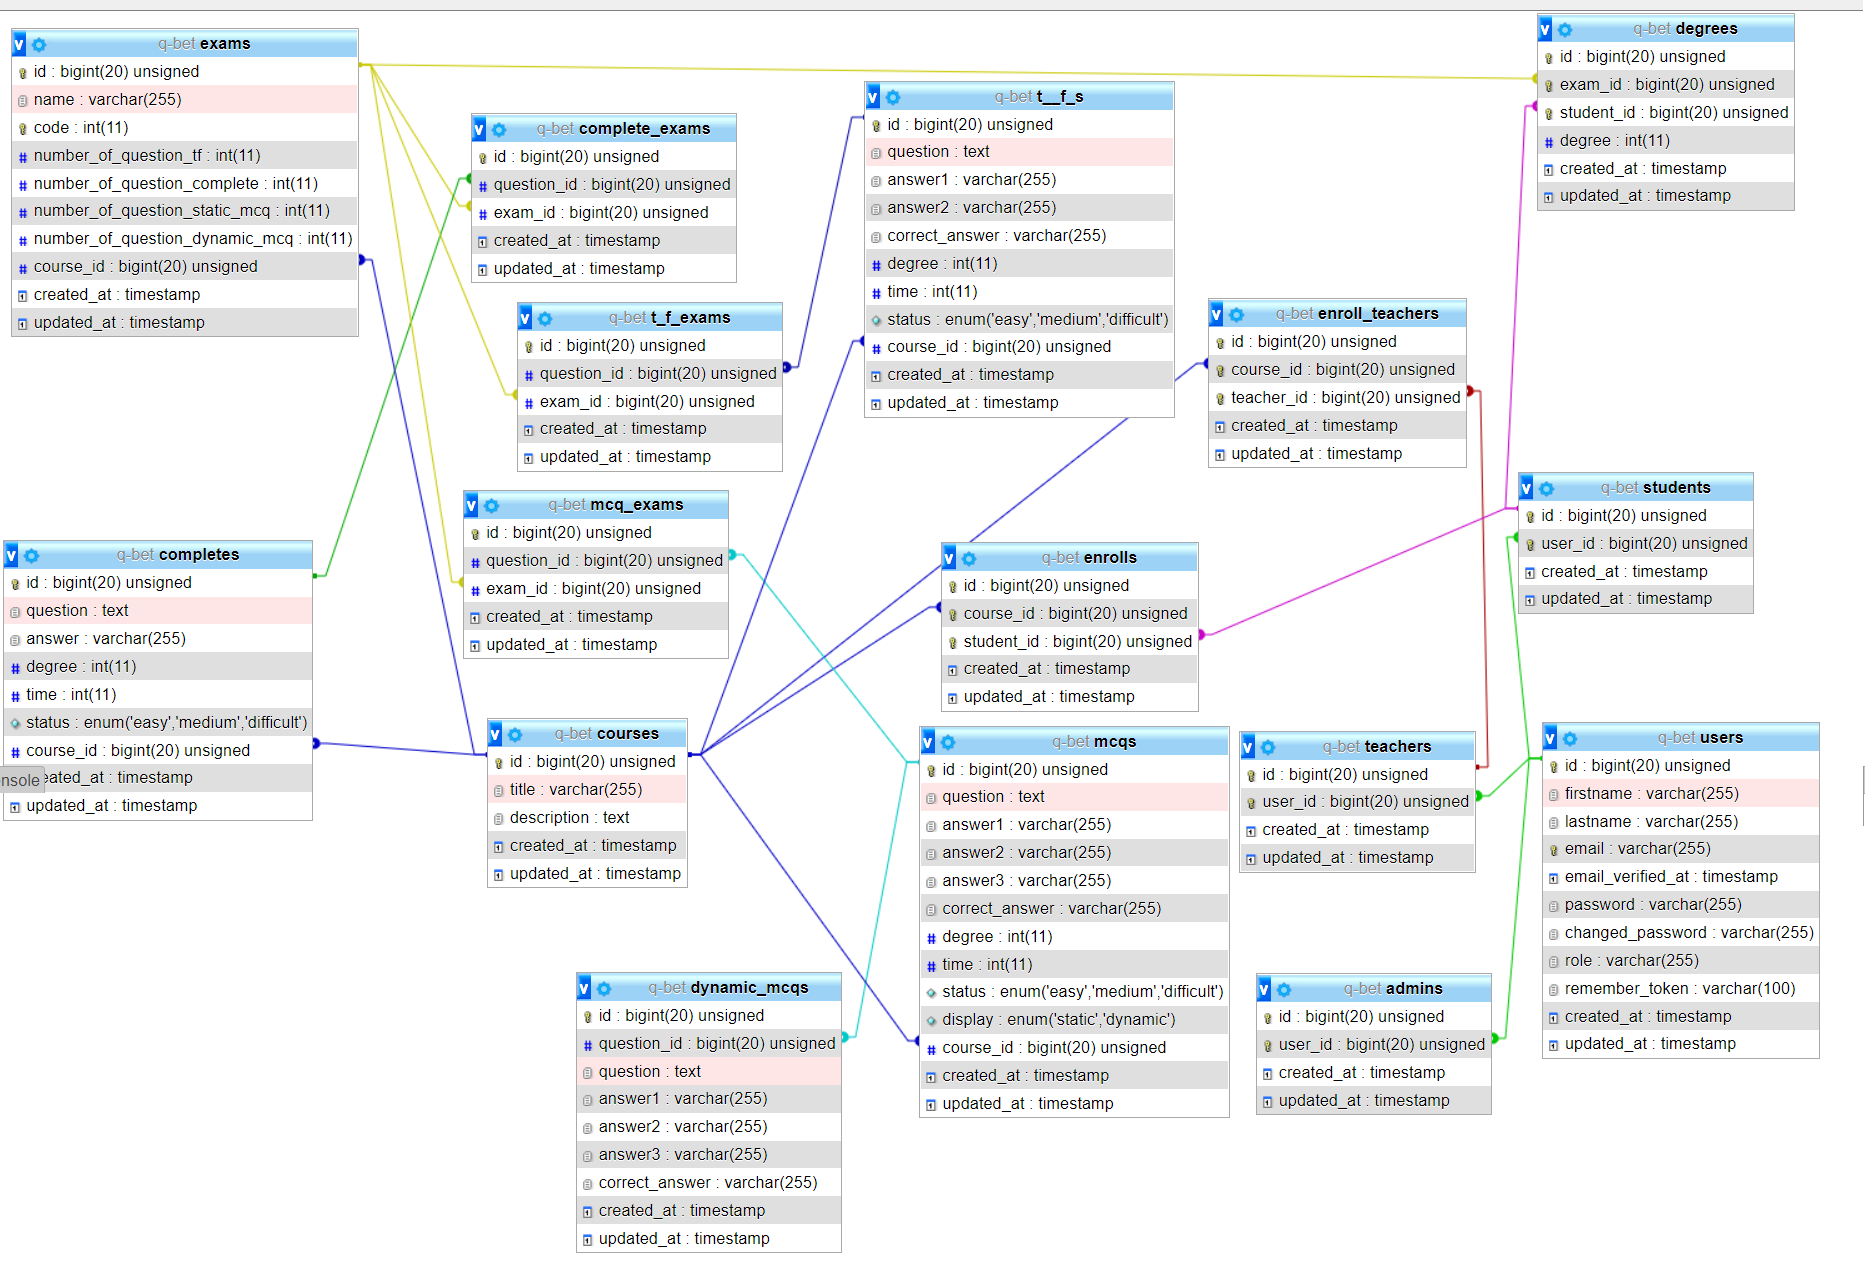 q-bet exams
id : bigint(20) unsigned
name : varchar(255)
code : int(11)
number_of_question_tf : int(11)
number_of_question_complete : int(11)
number_of_question_static_mcq : int(11)
number_of_question_dynamic_mcq : int(11)
course_id : bigint(20) unsigned
created_at : timestamp
updated_at : timestamp
q-bet complete_exams
id : bigint(20) unsigned
question_id : bigint(20) unsigned
exam_id : bigint(20) unsigned
created_at : timestamp
updated_at : timestamp
q-bet t__f_s
id : bigint(20) unsigned
question : text
answer1 : varchar(255)
answer2 : varchar(255)
correct_answer : varchar(255)
degree : int(11)
time : int(11)
status : enum('easy','medium','difficult')
course_id : bigint(20) unsigned
created_at : timestamp
updated_at : timestamp
q-bet degrees
id : bigint(20) unsigned
exam_id : bigint(20) unsigned
student_id : bigint(20) unsigned
degree : int(11)
created_at : timestamp
updated_at : timestamp
q-bet t_f_exams
id : bigint(20) unsigned
question_id : bigint(20) unsigned
exam_id : bigint(20) unsigned
created_at : timestamp
updated_at : timestamp
q-bet enroll_teachers
id : bigint(20) unsigned
course_id : bigint(20) unsigned
teacher_id : bigint(20) unsigned
created_at : timestamp
updated_at : timestamp
q-bet mcq_exams
id : bigint(20) unsigned
question_id : bigint(20) unsigned
exam_id : bigint(20) unsigned
created_at : timestamp
updated_at : timestamp
q-bet students
id : bigint(20) unsigned
user_id : bigint(20) unsigned
created_at : timestamp
updated_at : timestamp
q-bet completes
id : bigint(20) unsigned
question : text
answer : varchar(255)
degree : int(11)
time : int(11)
status : enum('easy','medium','difficult')
course_id : bigint(20) unsigned
nsole
eated_at : timestamp
updated_at : timestamp
q-bet enrolls
id : bigint(20) unsigned
course_id : bigint(20) unsigned
student_id : bigint(20) unsigned
created_at : timestamp
updated_at : timestamp
q-bet courses
id : bigint(20) unsigned
title : varchar(255)
description : text
created_at : timestamp
updated_at : timestamp
q-bet mcqs
id : bigint(20) unsigned
question : text
answer1 : varchar(255)
answer2 : varchar(255)
answer3 : varchar(255)
correct_answer : varchar(255)
degree : int(11)
time : int(11)
status : enum('easy','medium','difficult')
display : enum('static','dynamic')
course_id : bigint(20) unsigned
created_at : timestamp
updated_at : timestamp
q-bet teachers
id : bigint(20) unsigned
user_id : bigint(20) unsigned
created_at : timestamp
updated_at : timestamp
q-bet users
id : bigint(20) unsigned
firstname : varchar(255)
lastname : varchar(255)
email : varchar(255)
email_verified_at : timestamp
password : varchar(255)
changed_password : varchar(255)
role : varchar(255)
remember_token : varchar(100)
created_at : timestamp
updated_at : timestamp
q-bet dynamic_mcqs
id : bigint(20) unsigned
question_id : bigint(20) unsigned
question : text
answer1 : varchar(255)
answer2 : varchar(255)
answer3 : varchar(255)
correct_answer : varchar(255)
created_at : timestamp
updated_at : timestamp
q-bet admins
id : bigint(20) unsigned
user_id : bigint(20) unsigned
created_at : timestamp
updated_at : timestamp